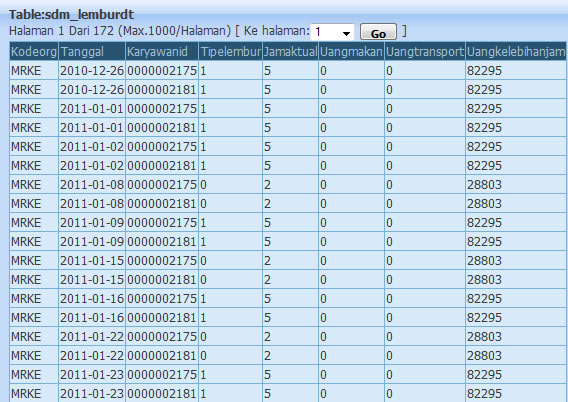 Table:sdm_lemburdt
Halaman 1 Dari 172 (Max.1000/Halaman) [ Ke halaman: 1 Go ]
Kodeorg Tanggal Karyawanid Tipelembur Jamaktual Uangmakan Uangtransport Uangkelebihanjam
MRKE 2010-12-26 0000002175 1 5 0 0 82295
MRKE 2010-12-26 0000002181 1 5 0 0 82295
MRKE 2011-01-01 0000002175 1 5 0 0 82295
MRKE 2011-01-01 0000002181 1 5 0 0 82295
MRKE 2011-01-02 0000002175 1 5 0 0 82295
MRKE 2011-01-02 0000002181 1 5 0 0 82295
MRKE 2011-01-08 0000002175 0 2 0 0 28803
MRKE 2011-01-08 0000002181 0 2 0 0 28803
MRKE 2011-01-09 0000002175 1 5 0 0 82295
MRKE 2011-01-09 0000002181 1 5 0 0 82295
MRKE 2011-01-15 0000002175 0 2 0 0 28803
MRKE 2011-01-15 0000002181 0 2 0 0 28803
MRKE 2011-01-16 0000002175 1 5 0 0 82295
MRKE 2011-01-16 0000002181 1 5 0 0 82295
MRKE 2011-01-22 0000002175 0 2 0 0 28803
MRKE 2011-01-22 0000002181 0 2 0 0 28803
MRKE 2011-01-23 0000002175 1 5 0 0 82295
MRKE 2011-01-23 0000002181 1 5 0 0 82295